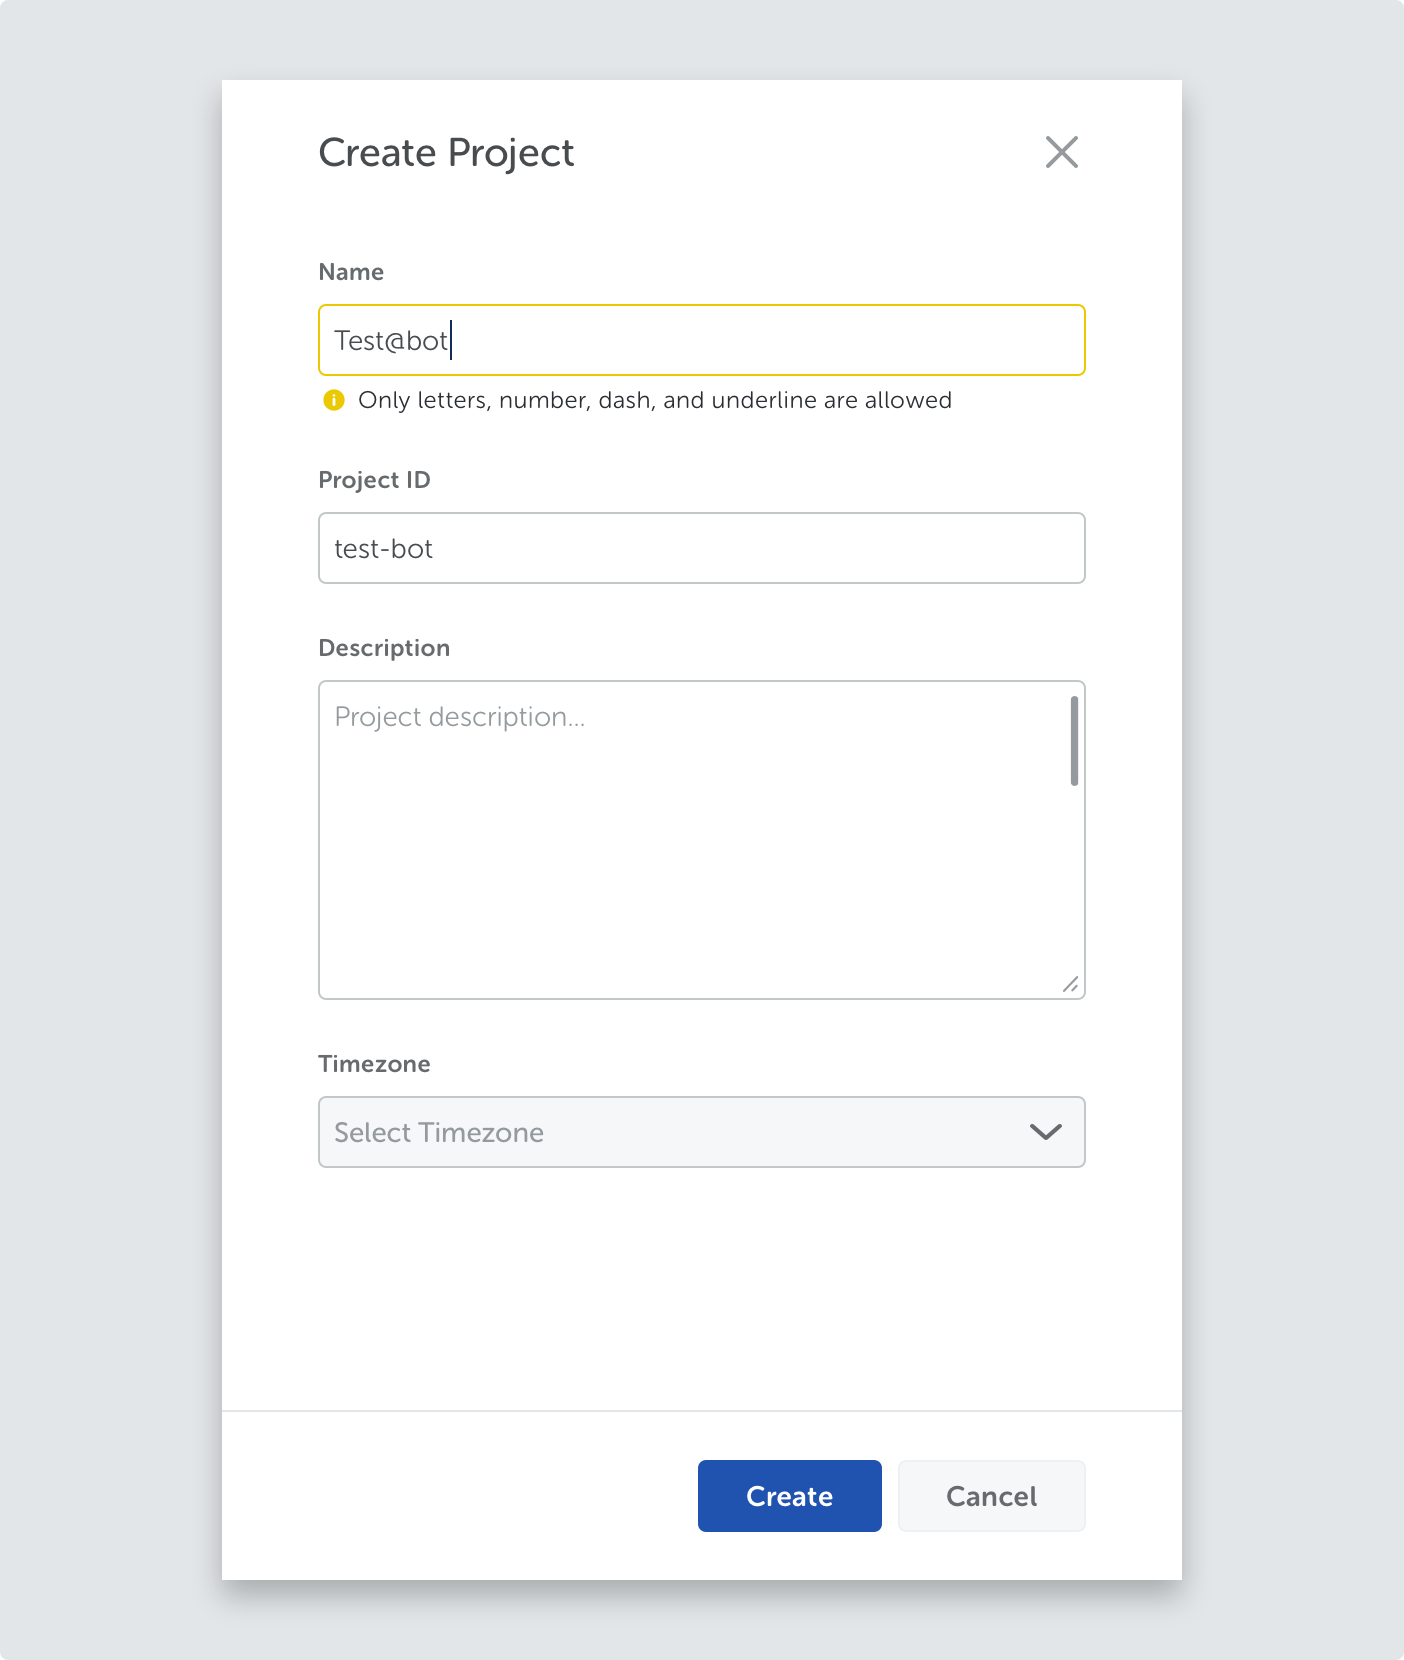 Create Project
Name
Test@bot
Only letters, number, dash, and underline are allowed
Project ID
test-bot
Description
Project description...
Timezone
Select Timezone
Create
Cancel